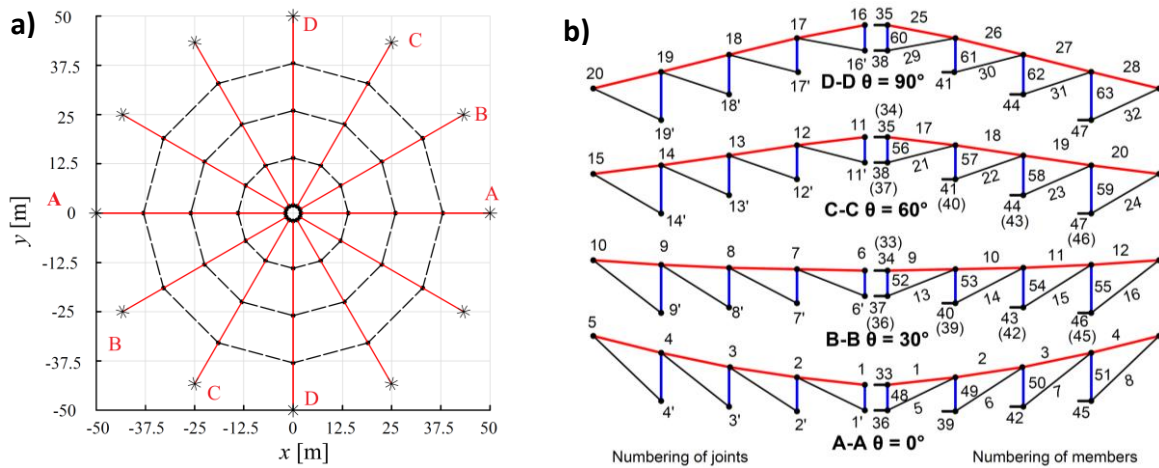 a)
50
37.5
25
12.5
0
-12.5
-25
-37.5
-50
y [m]
-50 -37.5 -25 -12.5 0 12.5 25 37.5 50
x [m]
D
C
B
A
A
B
C
D
b)
16 35 25
17 60 26
18 38 29 61 27
19 16' 41 30 62 28
20 17' D-D θ = 90° 44 31 63
18' 47 32
19'
(34)
11 35 17
12 56 18
13 38 21 57 19
14 11' (37) 41 22 58 20
15 12' (40) 44 23 59
13' C-C θ = 60° (43) 47 24
14' (46)
(33)
10 9 8 7 6 34 9 10 11 12
52 53 54 55
6' 37 13 14 15 16
9' 8' 7' (36) 40 43 46
B-B θ = 30° (39) (42) (45)
5 4
4 3
3 2 2
2 1 33 1 51
48 49 50 8
4' 3' 2' 1' 36 5 39 6 42 7 45
A-A θ = 0°
Numbering of joints
Numbering of members